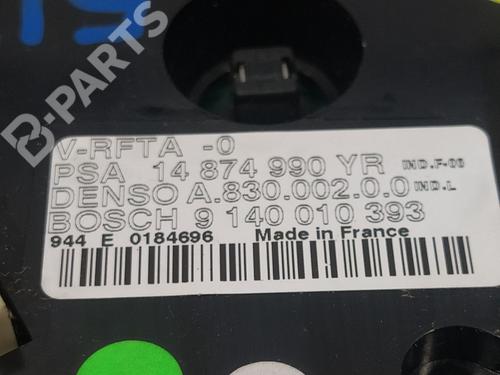 B-PARTS
V-RFTA -0
PSA 14 874 990 YR IND.F-00
DENSO A.830.002.0.0 IND.L
BOSCH 9 140 010 393
944 E 0184696 Made in France